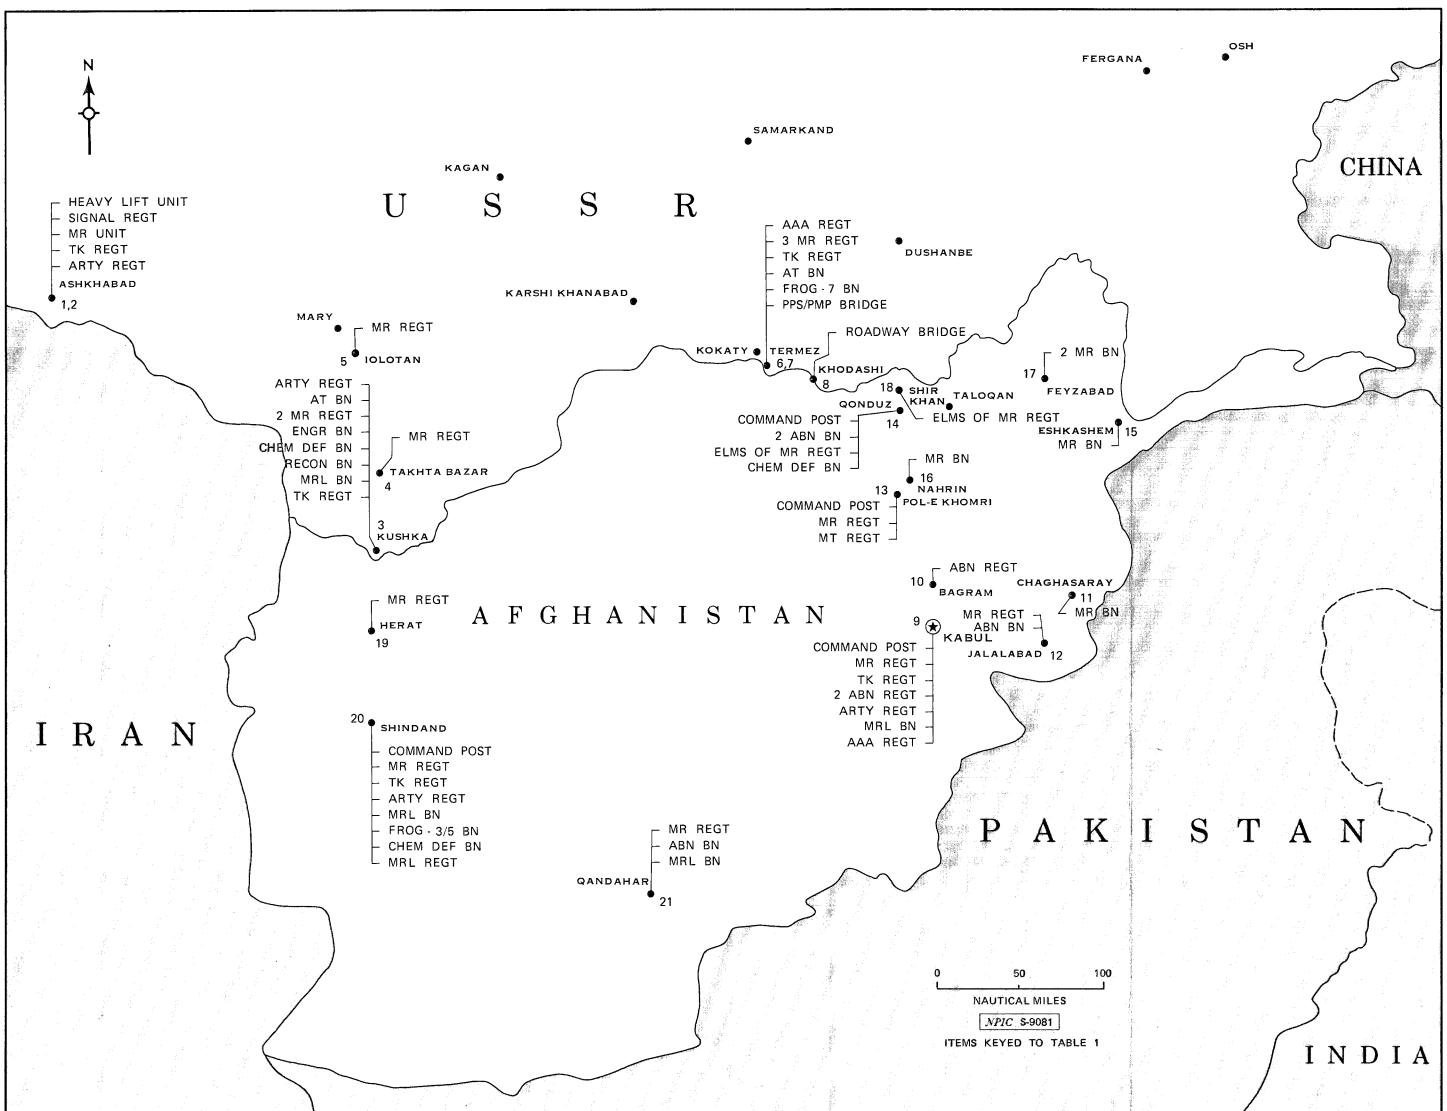 N
FERGANA
OSH
SAMARKAND
KAGAN
U S S R
CHINA
HEAVY LIFT UNIT
SIGNAL REGT
MR UNIT
TK REGT
ARTY REGT
ASHKHABAD
1,2
AAA REGT
3 MR REGT
TK REGT
AT BN
FROG-7 BN
PPS/PMP BRIDGE
DUSHANBE
KARSHI KHANABAD
MARY
MR REGT
5
IOLOTAN
KOKATY
TERMEZ
6,7
ROADWAY BRIDGE
KHODASHI
8
2 MR BN
17
FEYZABAD
ARTY REGT
AT BN
2 MR REGT
ENGR BN
CHEM DEF BN
RECON BN
MRL BN
TK REGT
MR REGT
TAKHTA BAZAR
4
3
KUSHKA
18
SHIR
KHAN
ELMS OF MR REGT
TALOQAN
QONDUZ
14
COMMAND POST
2 ABN BN
ELMS OF MR REGT
CHEM DEF BN
ESHKASHEM
15
MR BN
MR BN
16
NAHRIN
13
POL-E KHOMRI
COMMAND POST
MR REGT
MT REGT
ABN REGT
10
BAGRAM
CHAGHASARAY
11
MR BN
MR REGT
ABN BN
JALALABAD
12
9
KABUL
COMMAND POST
MR REGT
TK REGT
2 ABN REGT
ARTY REGT
MRL BN
AAA REGT
AFGHANISTAN
MR REGT
HERAT
19
IRAN
20
SHINDAND
COMMAND POST
MR REGT
TK REGT
ARTY REGT
MRL BN
FROG-3/5 BN
CHEM DEF BN
MRL REGT
MR REGT
ABN BN
MRL BN
QANDAHAR
21
PAKISTAN
0 50 100
NAUTICAL MILES
NPIC S-9081
ITEMS KEYED TO TABLE 1
INDIA